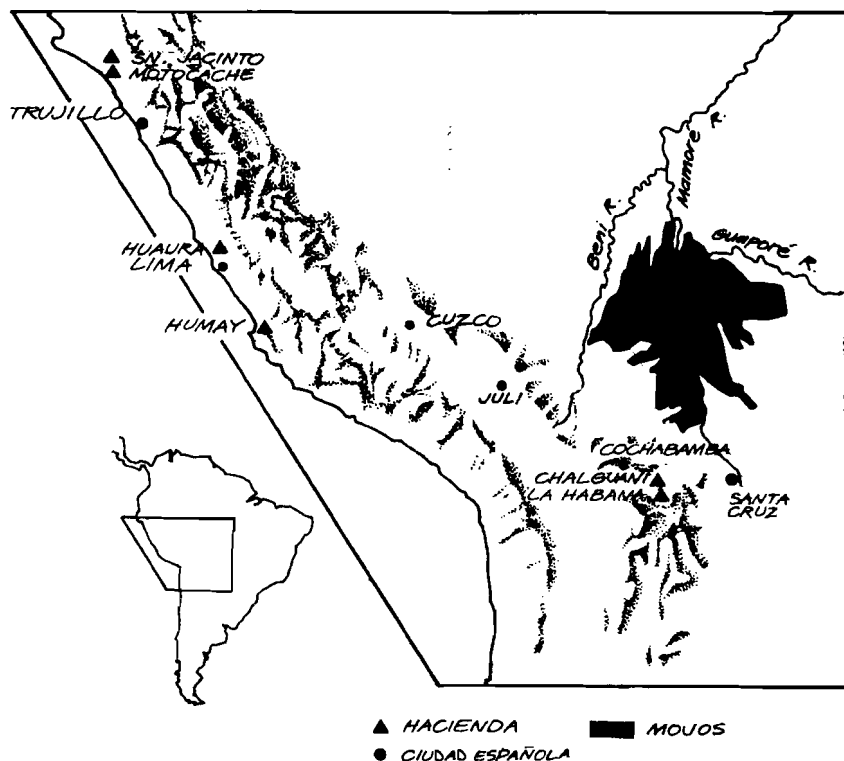 SN. JACINTO
MOTOCACHE
TRUJILLO
HUAURA
LIMA
HUMAY
CUZCO
JULI
Beni R.
Mamoré R.
Guaporé R.
COCHABAMBA
CHALGUANI
LA HABANA
SANTA
CRUZ
HACIENDA
MOJOS
CIUDAD ESPAÑOLA